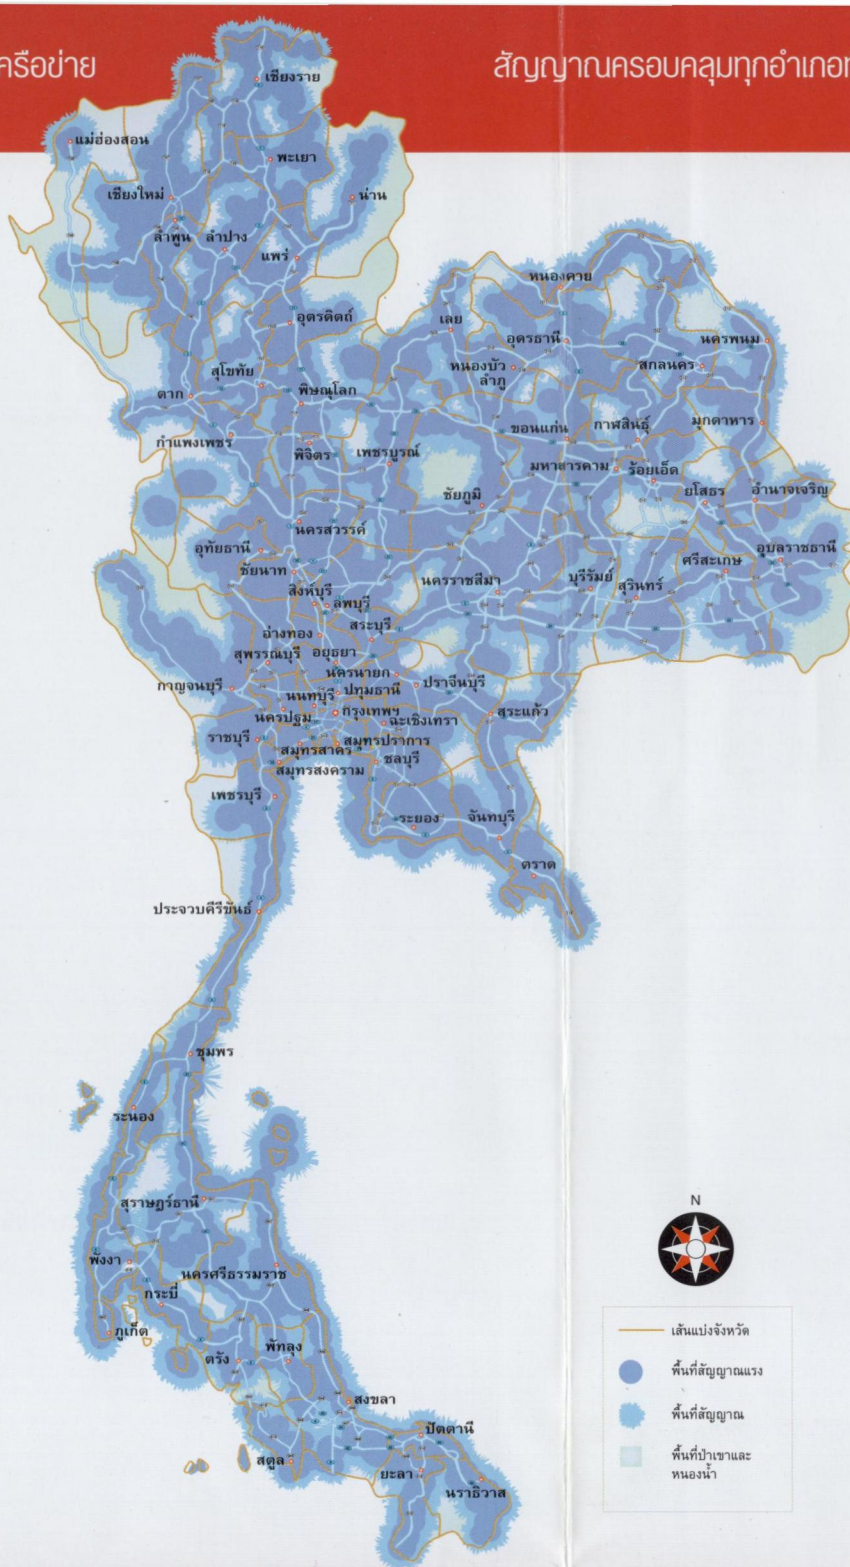 ครือข่าย
สัญญาณครอบคลุมทุกอำเภอ
เชียงราย
แม่ฮ่องสอน
พะเยา
เชียงใหม่
น่าน
ลำพูน
ลำปาง
แพร่
หนองคาย
อุตรดิตถ์
เลย
อุดรธานี
นครพนม
สุโขทัย
หนองบัว
ลำภู
สกลนคร
ตาก
พิษณุโลก
กำแพงเพชร
ขอนแก่น
กาฬสินธุ์
มุกดาหาร
พิจิตร
เพชรบูรณ์
มหาสารคาม
ร้อยเอ็ด
ชัยภูมิ
ยโสธร
อำนาจเจริญ
นครสวรรค์
อุทัยธานี
อุบลราชธานี
ชัยนาท
นครราชสีมา
บุรีรัมย์
สุรินทร์
ศรีสะเกษ
สิงห์บุรี
ลพบุรี
สระบุรี
อ่างทอง
สุพรรณบุรี
อยุธยา
นครนายก
กาญจนบุรี
ปราจีนบุรี
นนทบุรี
ปทุมธานี
นครปฐม
กรุงเทพฯ
ฉะเชิงเทรา
สระแก้ว
ราชบุรี
สมุทรสาคร
สมุทรปราการ
สมุทรสงคราม
ชลบุรี
เพชรบุรี
ระยอง
จันทบุรี
ตราด
ประจวบคีรีขันธ์
ชุมพร
ระนอง
สุราษฎร์ธานี
พังงา
นครศรีธรรมราช
กระบี่
ภูเก็ต
ตรัง
พัทลุง
สงขลา
ปัตตานี
สตูล
ยะลา
นราธิวาส
N
เส้นแบ่งจังหวัด
พื้นที่สัญญาณแรง
พื้นที่สัญญาณ
พื้นที่ป่าเขาและ
หนองน้ำ